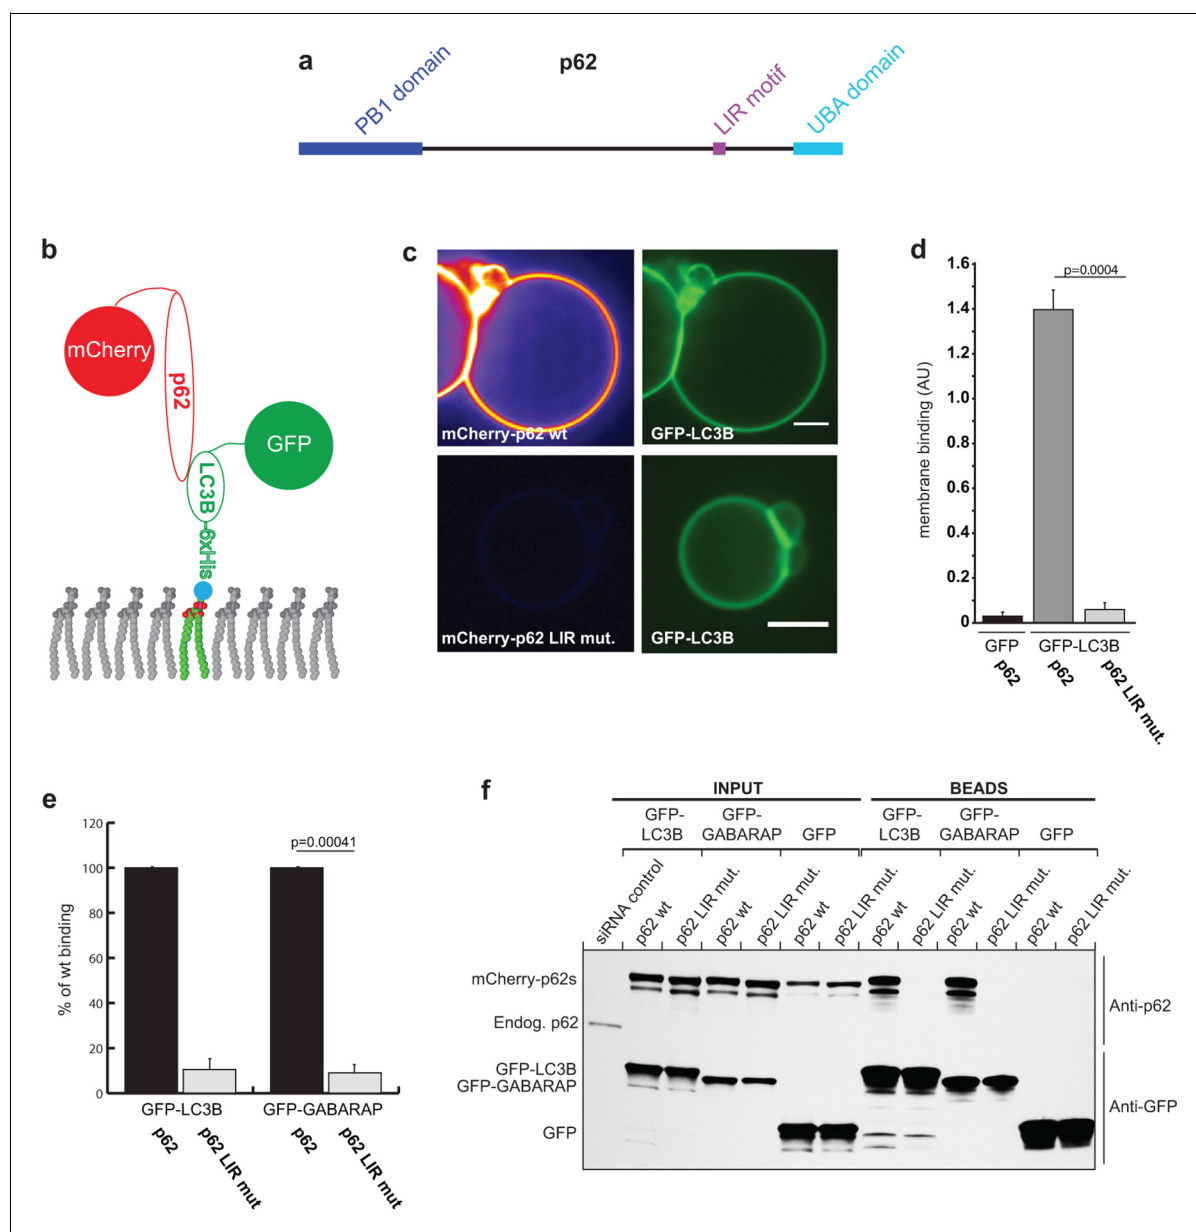 a
p62
PB1 domain
LIR motif
UBA domain
b
mCherry
p62
GFP
LC3B
-6xHis
c
mCherry-p62 wt
GFP-LC3B
mCherry-p62 LIR mut.
GFP-LC3B
d
membrane binding (AU)
1.6
1.4
1.2
1
0.8
0.6
0.4
0.2
0
p=0.0004
GFP
GFP-LC3B
p62
p62
p62 LIR mut.
e
% of wt binding
120
100
80
60
40
20
0
p=0.00041
GFP-LC3B
GFP-GABARAP
p62
p62 LIR mut
p62
p62 LIR mut
f
INPUT
BEADS
GFP-
LC3B
GFP-
GABARAP
GFP
GFP-
LC3B
GFP-
GABARAP
GFP
siRNA control
p62 wt
p62 LIR mut.
p62 wt
p62 LIR mut.
p62 wt
p62 LIR mut.
p62 wt
p62 LIR mut.
p62 wt
p62 LIR mut.
p62 wt
p62 LIR mut.
mCherry-p62s
Endog. p62
GFP-LC3B
GFP-GABARAP
GFP
Anti-p62
Anti-GFP